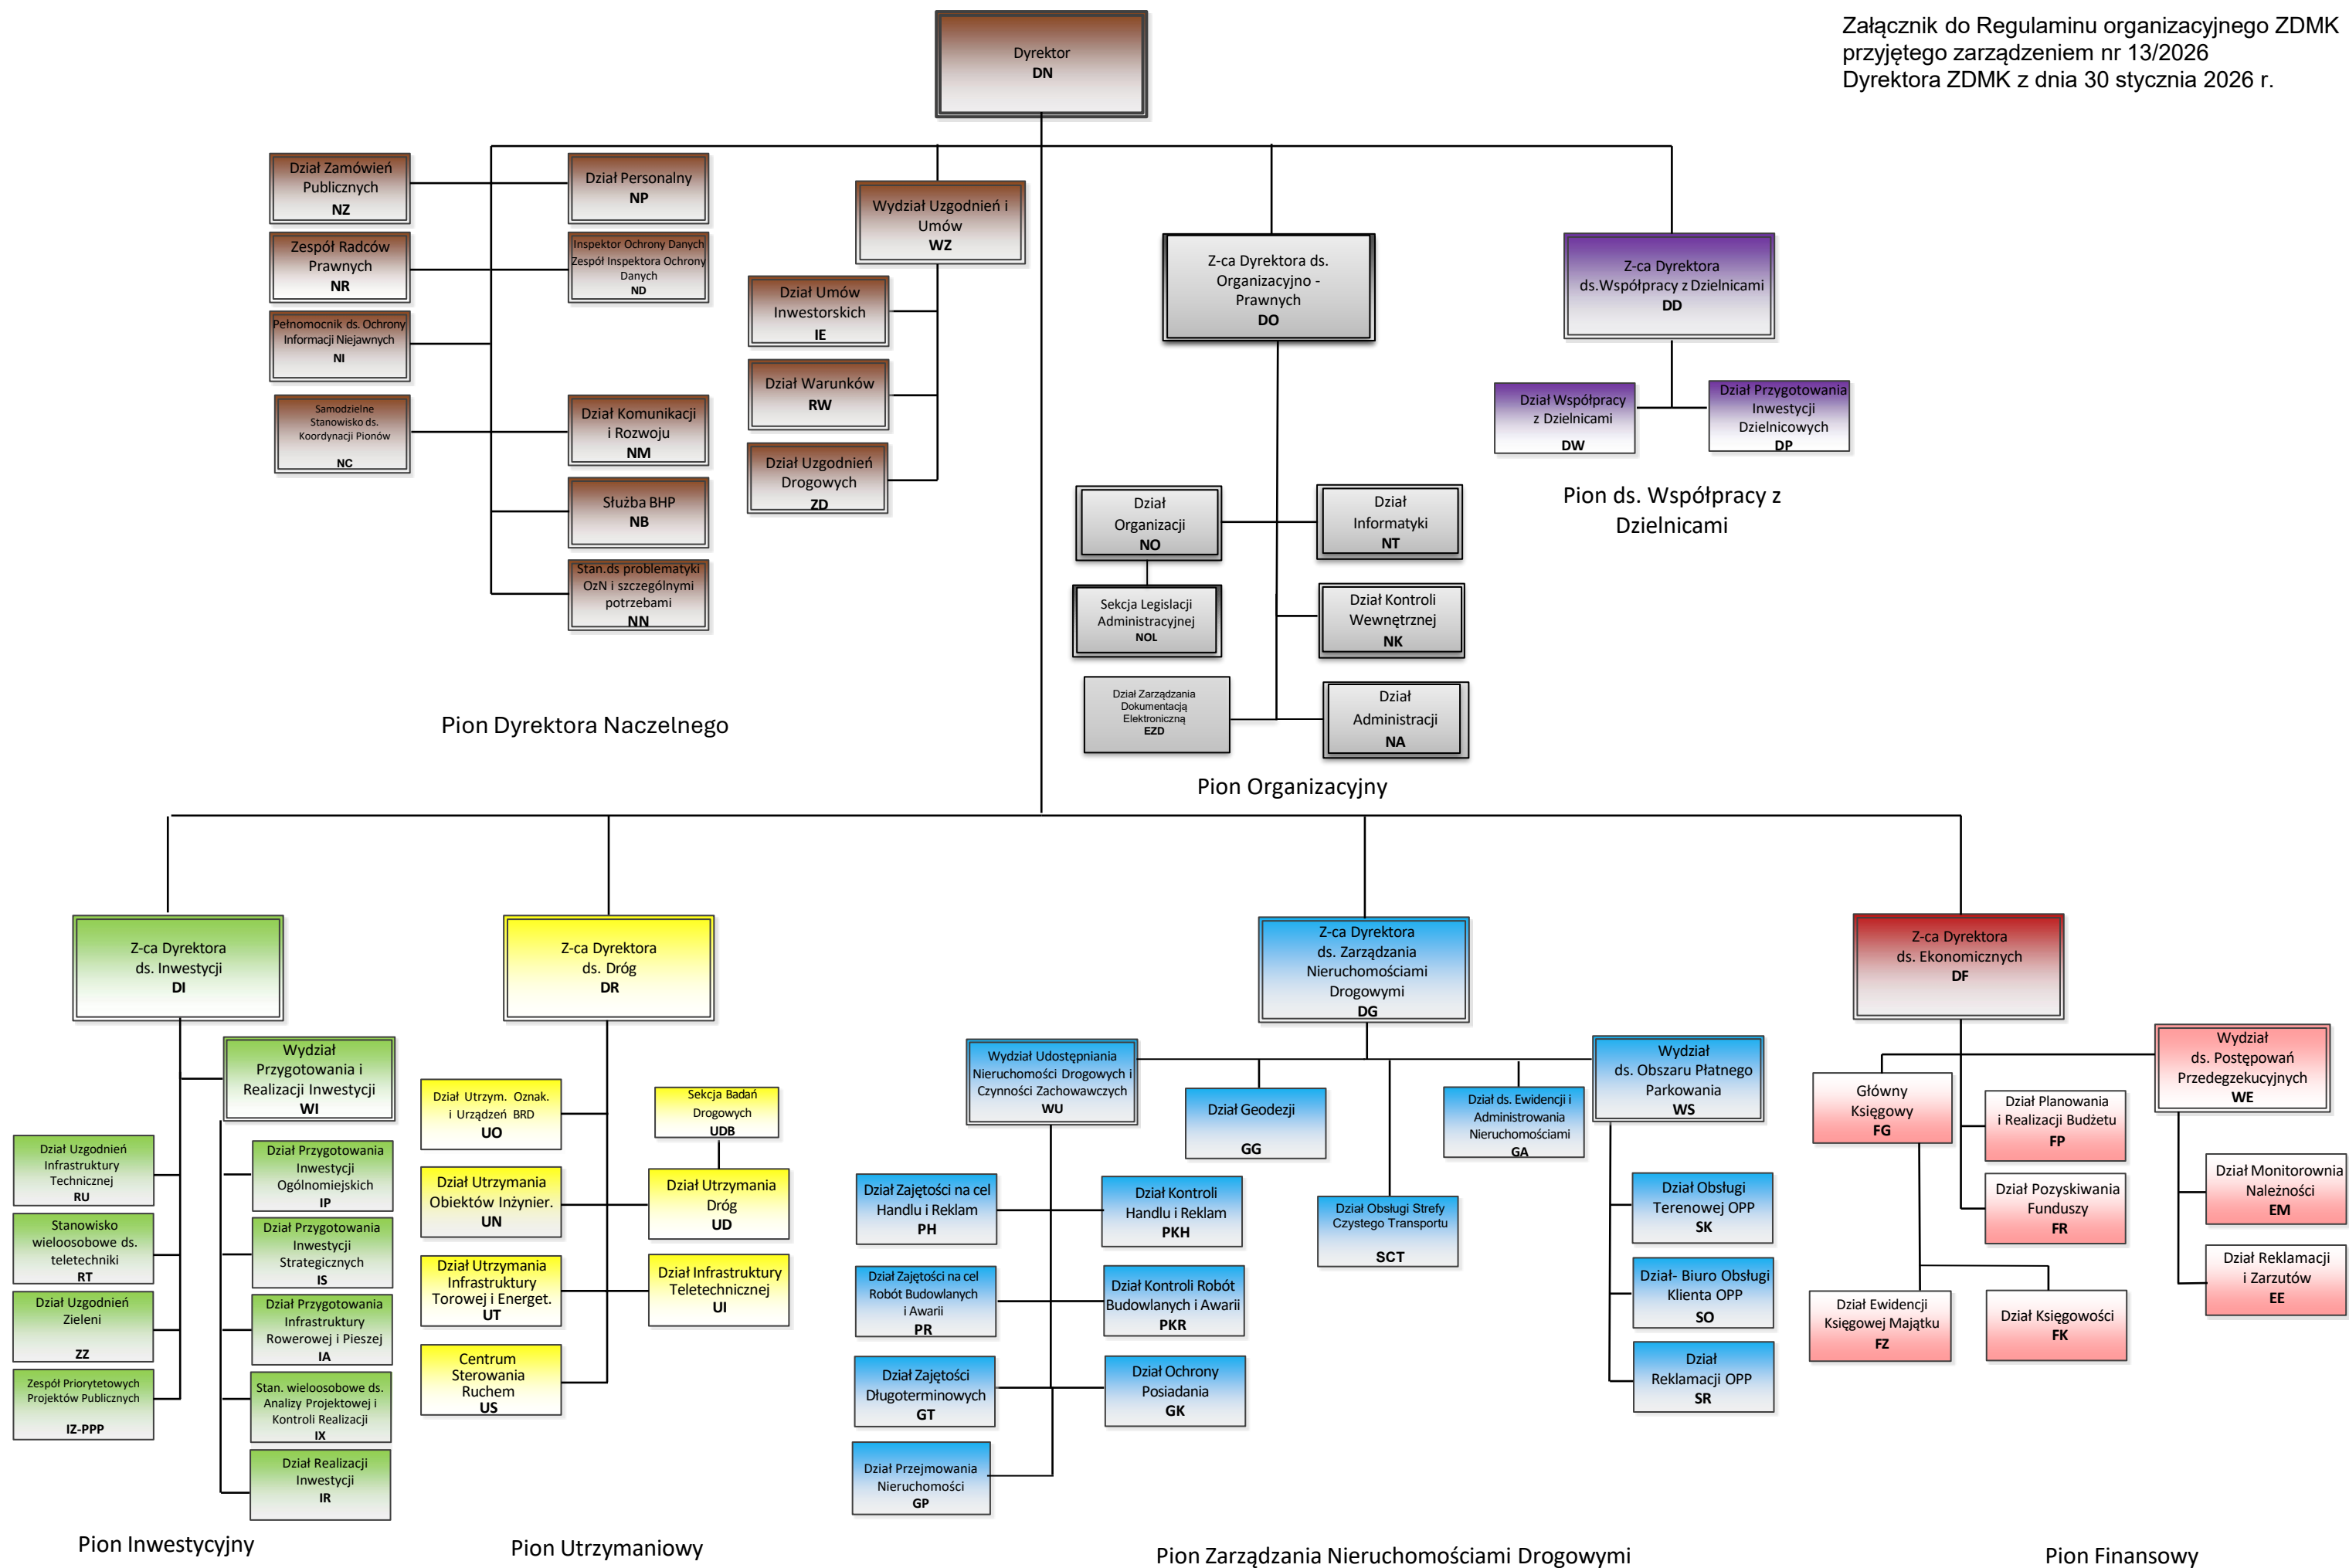 Załącznik do Regulaminu organizacyjnego ZDMK
przyjętego zarządzeniem nr 13/2026
Dyrektora ZDMK z dnia 30 stycznia 2026 r.
Dyrektor
DN
Dział Zamówień
Publicznych
NZ
Dział Personalny
NP
Zespół Radców
Prawnych
NR
Inspektor Ochrony Danych
Zespół Inspektora Ochrony
Danych
ND
Pełnomocnik ds. Ochrony
Informacji Niejawnych
NI
Samodzielne
Stanowisko ds.
Koordynacji Pionów
NC
Dział Komunikacji
i Rozwoju
NM
Służba BHP
NB
Stan.ds problematyki
OzN i szczególnymi
potrzebami
NN
Wydział Uzgodnień i
Umów
WZ
Dział Umów
Inwestorskich
IE
Dział Warunków
RW
Dział Uzgodnień
Drogowych
ZD
Pion Dyrektora Naczelnego
Z-ca Dyrektora ds.
Organizacyjno -
Prawnych
DO
Dział
Organizacji
NO
Dział
Informatyki
NT
Sekcja Legislacji
Administracyjnej
NOL
Dział Kontroli
Wewnętrznej
NK
Dział Zarządzania
Dokumentacją
Elektroniczną
EZD
Dział
Administracji
NA
Pion Organizacyjny
Z-ca Dyrektora
ds.Współpracy z Dzielnicami
DD
Dział Współpracy
z Dzielnicami
DW
Dział Przygotowania
Inwestycji
Dzielnicowych
DP
Pion ds. Współpracy z
Dzielnicami
Z-ca Dyrektora
ds. Inwestycji
DI
Wydział
Przygotowania i
Realizacji Inwestycji
WI
Dział Uzgodnień
Infrastruktury
Technicznej
RU
Stanowisko
wieloosobowe ds.
teletechniki
RT
Dział Uzgodnień
Zieleni
ZZ
Zespół Priorytetowych
Projektów Publicznych
IZ-PPP
Dział Przygotowania
Inwestycji
Ogólnomiejskich
IP
Dział Przygotowania
Inwestycji
Strategicznych
IS
Dział Przygotowania
Infrastruktury
Rowerowej i Pieszej
IA
Stan. wieloosobowe ds.
Analizy Projektowej i
Kontroli Realizacji
IX
Dział Realizacji
Inwestycji
IR
Pion Inwestycyjny
Z-ca Dyrektora
ds. Dróg
DR
Dział Utrzym. Oznak.
i Urządzeń BRD
UO
Sekcja Badań
Drogowych
UDB
Dział Utrzymania
Obiektów Inżynier.
UN
Dział Utrzymania
Dróg
UD
Dział Utrzymania
Infrastruktury
Torowej i Energet.
UT
Dział Infrastruktury
Teletechnicznej
UI
Centrum
Sterowania
Ruchem
US
Pion Utrzymaniowy
Z-ca Dyrektora
ds. Zarządzania
Nieruchomościami
Drogowymi
DG
Wydział Udostępniania
Nieruchomości Drogowych i
Czynności Zachowawczych
WU
Dział Geodezji
GG
Dział Obsługi Strefy
Czystego Transportu
SCT
Dział ds. Ewidencji i
Administrowania
Nieruchomościami
GA
Wydział
ds. Obszaru Płatnego
Parkowania
WS
Dział Zajętości na cel
Handlu i Reklam
PH
Dział Kontroli
Handlu i Reklam
PKH
Dział Zajętości na cel
Robót Budowlanych
i Awarii
PR
Dział Kontroli Robót
Budowlanych i Awarii
PKR
Dział Zajętości
Długoterminowych
GT
Dział Ochrony
Posiadania
GK
Dział Przejmowania
Nieruchomości
GP
Dział Obsługi
Terenowej OPP
SK
Dział- Biuro Obsługi
Klienta OPP
SO
Dział
Reklamacji OPP
SR
Pion Zarządzania Nieruchomościami Drogowymi
Z-ca Dyrektora
ds. Ekonomicznych
DF
Wydział
ds. Postępowań
Przedegzekucyjnych
WE
Główny
Księgowy
FG
Dział Planowania
i Realizacji Budżetu
FP
Dział Pozyskiwania
Funduszy
FR
Dział Monitorownia
Należności
EM
Dział Reklamacji
i Zarzutów
EE
Dział Ewidencji
Księgowej Majątku
FZ
Dział Księgowości
FK
Pion Finansowy